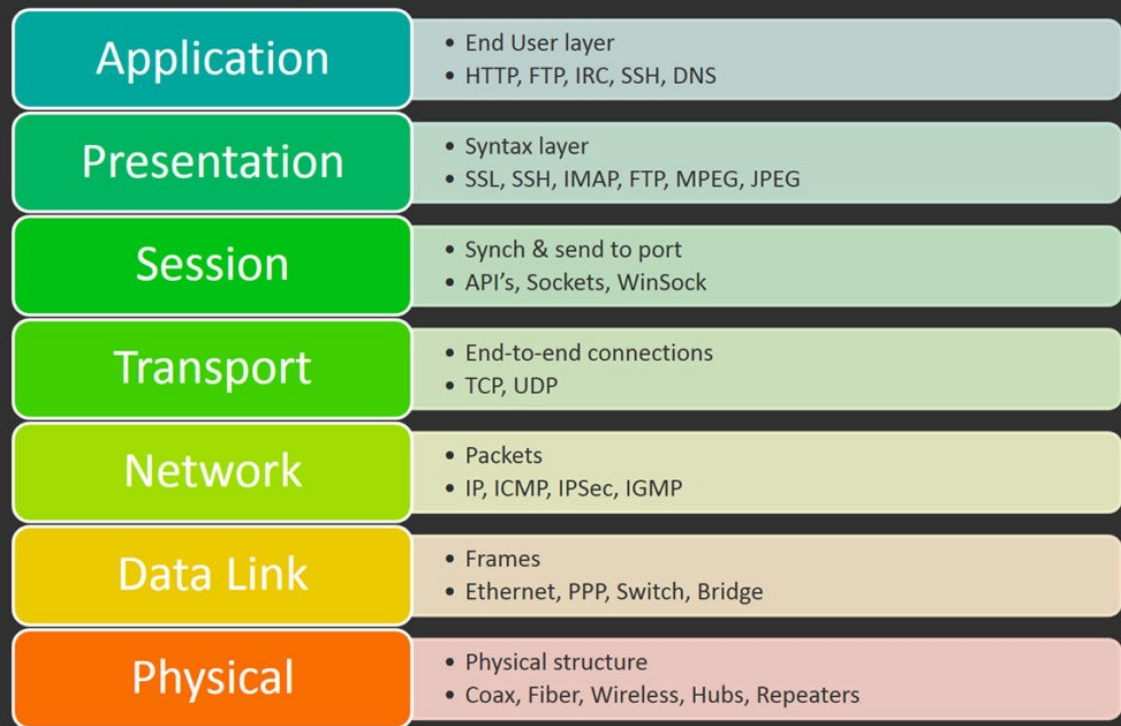 Application
• End User layer
• HTTP, FTP, IRC, SSH, DNS
Presentation
• Syntax layer
• SSL, SSH, IMAP, FTP, MPEG, JPEG
Session
• Synch & send to port
• API’s, Sockets, WinSock
Transport
• End-to-end connections
• TCP, UDP
Network
• Packets
• IP, ICMP, IPSec, IGMP
Data Link
• Frames
• Ethernet, PPP, Switch, Bridge
Physical
• Physical structure
• Coax, Fiber, Wireless, Hubs, Repeaters